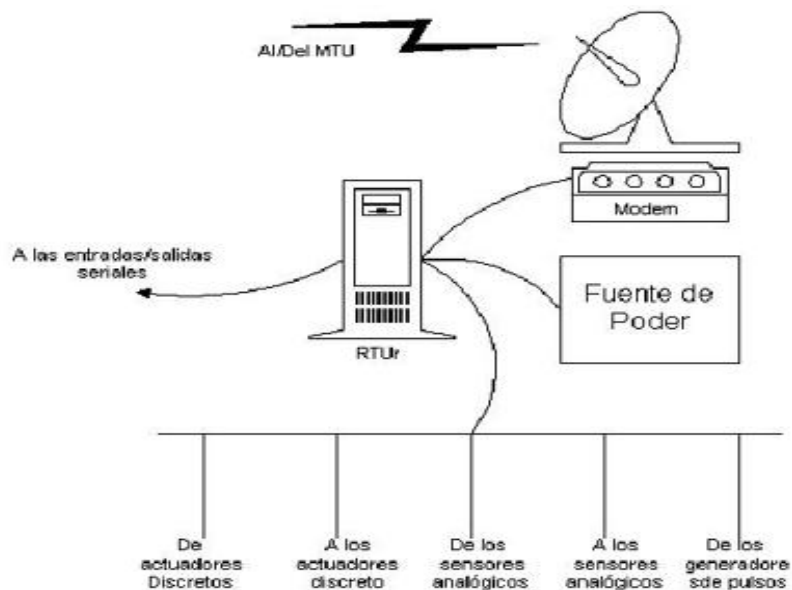 Al/Del MTU
Modem
A las entradas/salidas
seriales
Fuente de
Poder
RTUr
De
actuadores
Discretos
A los
actuadores
discreto
De los
sensores
analógicos
A los
sensores
analógicos
De los
generadore
sde pulsos